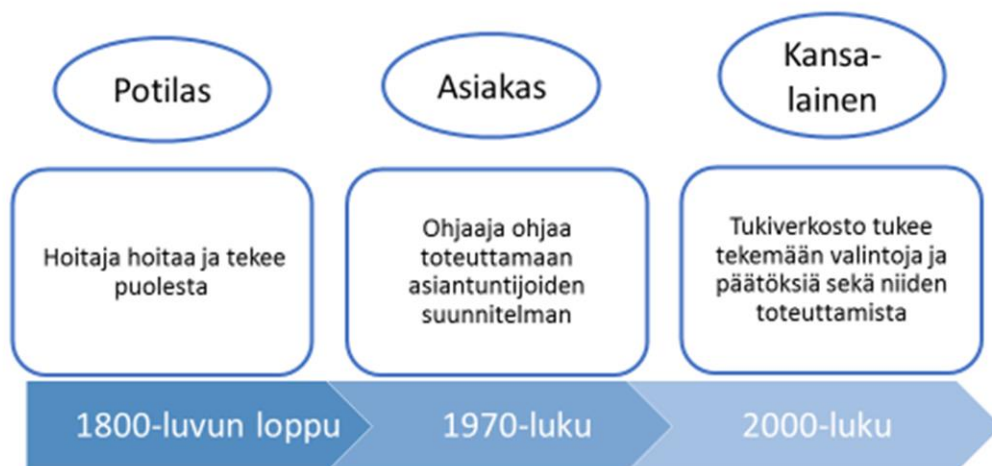 Potilas
Hoitaja hoitaa ja tekee
puolesta
1800-luvun loppu
Asiakas
Ohjaaja ohjaa
toteuttamaan
asiantuntijoiden
suunnitelman
1970-luku
Kansa-
lainen
Tukiverkosto tukee
tekemään valintoja ja
päätöksiä sekä niiden
toteuttamista
2000-luku